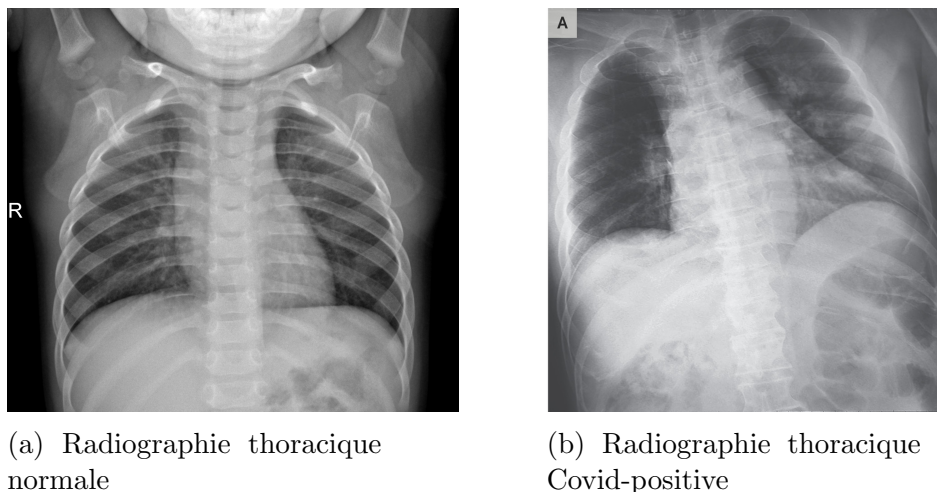 A
R
(a) Radiographie thoracique
normale
(b) Radiographie thoracique
Covid-positive